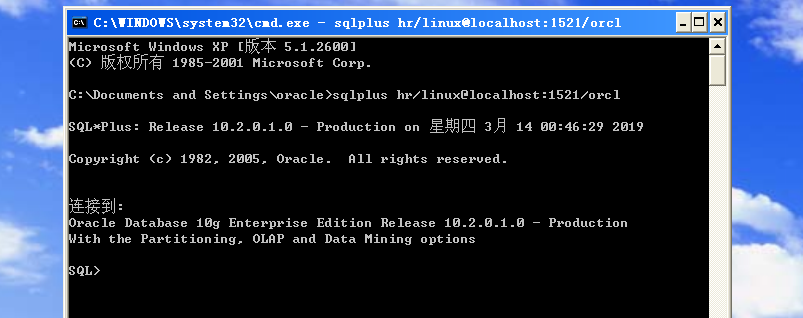 C:\WINDOWS\system32\cmd.exe - sqlplus hr/linux@localhost:1521/orcl
Microsoft Windows XP [版本 5.1.2600]
(C) 版权所有 1985-2001 Microsoft Corp.
C:\Documents and Settings\oracle>sqlplus hr/linux@localhost:1521/orcl
SQL*Plus: Release 10.2.0.1.0 - Production on 星期四 3月 14 00:46:29 2019
Copyright (c) 1982, 2005, Oracle.  All rights reserved.
连接到:
Oracle Database 10g Enterprise Edition Release 10.2.0.1.0 - Production
With the Partitioning, OLAP and Data Mining options
SQL>